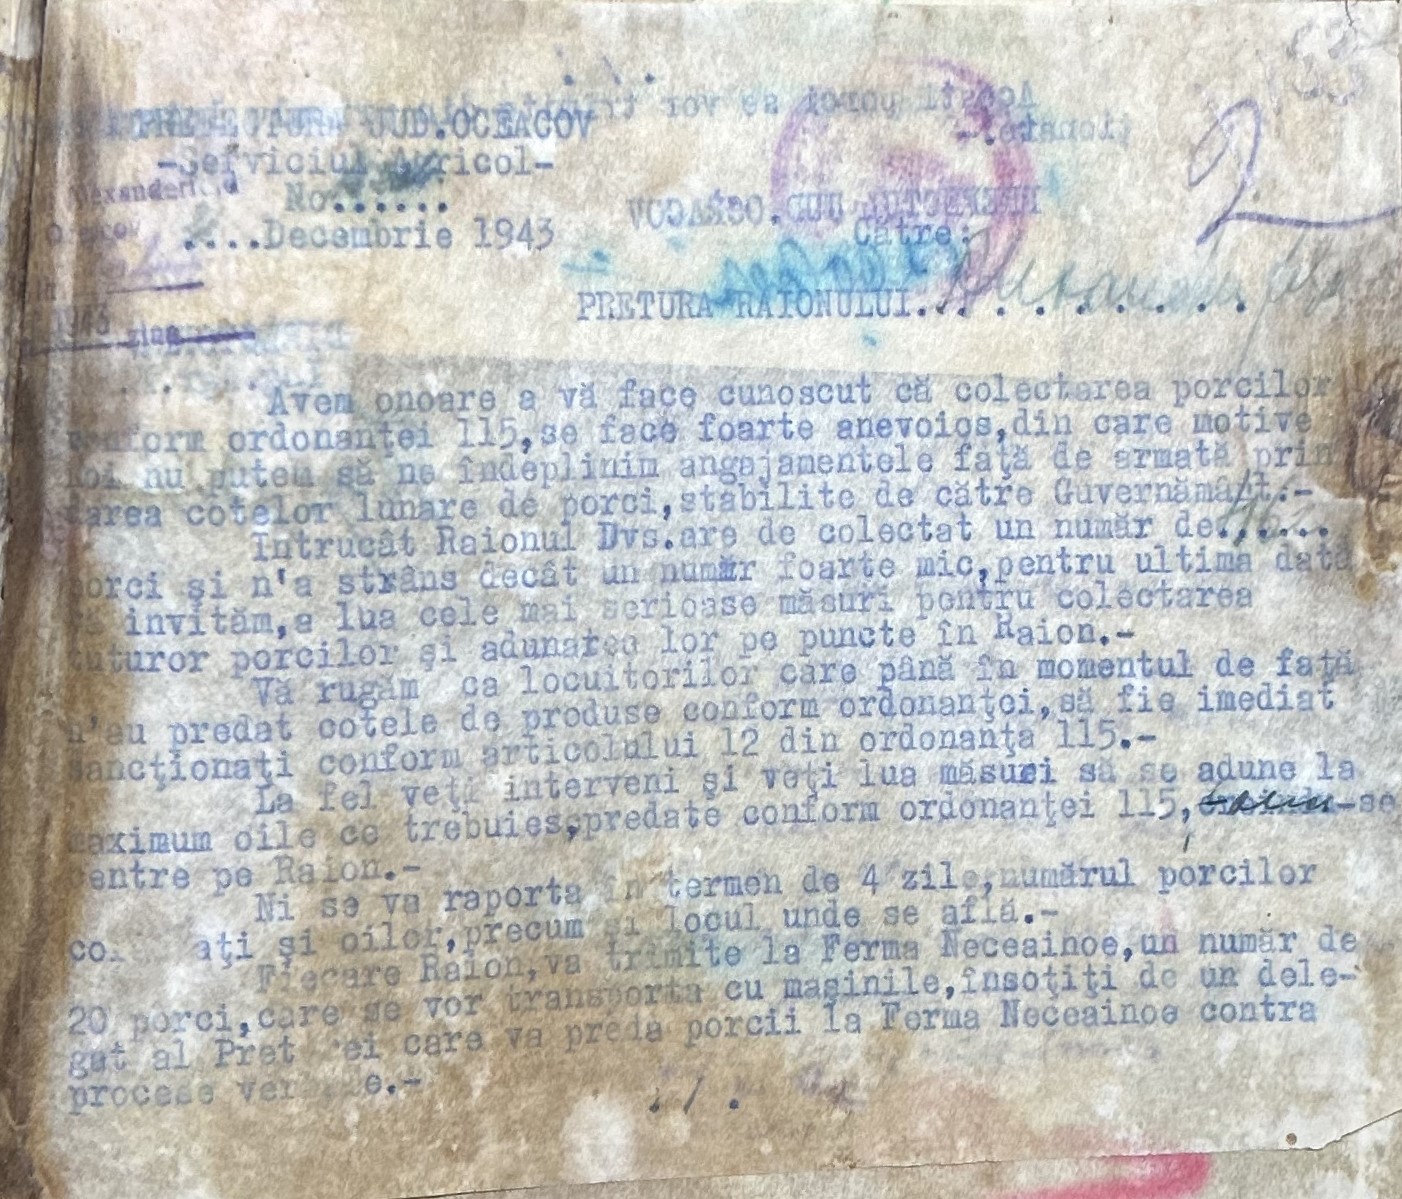 2
PREFECTURA JUD.OCEACOV
-Serviciul Agricol-
No......
....Decembrie 1943
Către:
PRETURA RAIONULUI...
Avem onoare a vă face cunoscut că colectarea porcilor
conform ordonanţei 115,se face foarte anevoios,din care motive
noi nu putem să ne îndeplinim angajamentele faţă de armată prin
darea cotelor lunare de porci,stabilite de către Guvernământ.-
Intrucât Raionul Dvs.are de colectat un număr de......
porci şi n'a strâns decât un număr foarte mic,pentru ultima dată
vă invităm,a lua cele mai serioase măsuri pentru colectarea
tuturor porcilor şi adunarea lor pe puncte în Raion.-
Vă rugăm ca locuitorilor care până în momentul de faţă
n'au predat cotele de produse conform ordonanţei,să fie imediat
sancţionaţi conform articolului 12 din ordonanţa 115.-
La fel veţi interveni şi veţi lua măsuri să se adune la
maximum oile ce trebuies,predate conform ordonanţei 115, -se
centre pe Raion.-
Ni se va raporta în termen de 4 zile,numărul porcilor
co aţi şi oilor,precum şi locul unde se află.-
Fiecare Raion,va trimite la Ferma Neceainoe,un număr de
20 porci,care se vor transporta cu maşinile,însoţiţi de un dele-
gat al Pret ei care va preda porcii la Ferma Neceainoe contra
procese ver e.-
./.